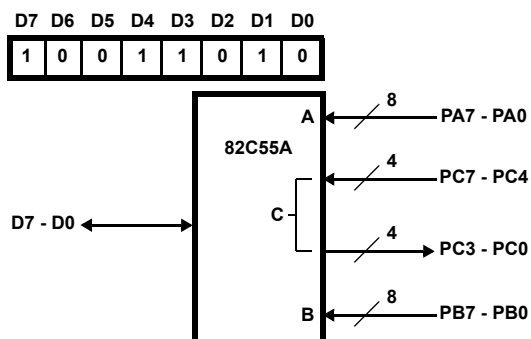 D7 D6 D5 D4 D3 D2 D1 D0
1 0 0 1 1 0 1 0
8
A PA7 - PA0
82C55A
4
PC7 - PC4
C
D7 - D0
4
PC3 - PC0
8
B PB7 - PB0